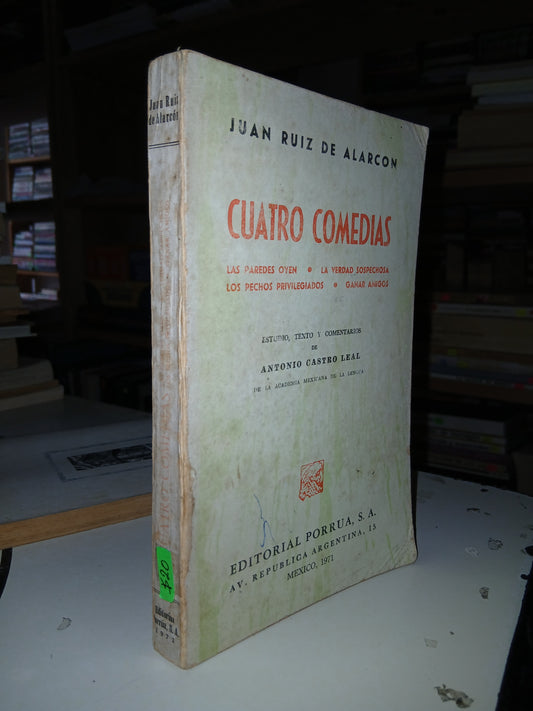 JUAN RUIZ DE ALARCON
CUATRO COMEDIAS
LAS PAREDES OYEN • LA VERDAD SOSPECHOSA
LOS PECHOS PRIVILEGIADOS • GANAR AMIGOS
ESTUDIO, TEXTO Y COMENTARIOS
DE
ANTONIO CASTRO LEAL
DE LA ACADEMIA MEXICANA DE LA LENGUA
EDITORIAL PORRUA, S. A.
AV. REPUBLICA ARGENTINA, 15
MEXICO, 1971
Juan Ruiz
de Alarcón
CUATRO COMEDIAS
Editorial
Porrúa, S. A.
1971